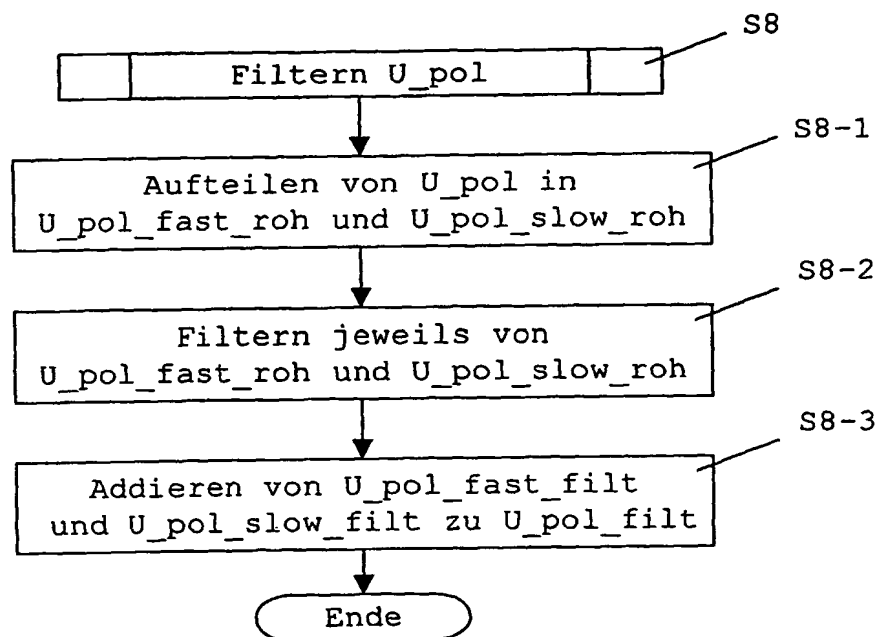 S8
Filtern U_pol
S8-1
Aufteilen von U_pol in
U_pol_fast_roh und U_pol_slow_roh
S8-2
Filtern jeweils von
U_pol_fast_roh und U_pol_slow_roh
S8-3
Addieren von U_pol_fast_filt
und U_pol_slow_filt zu U_pol_filt
Ende